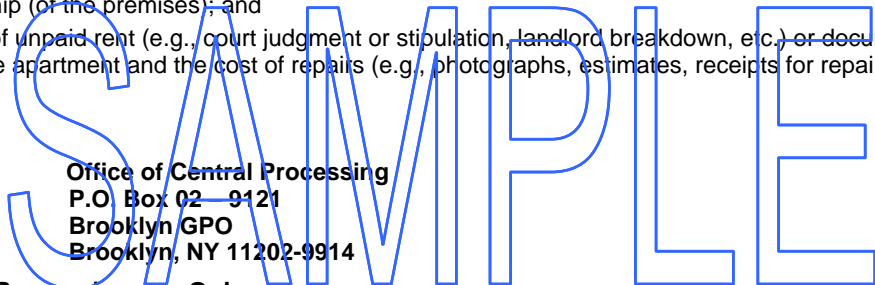 hip (of the premises); and
of unpaid rent (e.g., court judgment or stipulation, landlord breakdown, etc.) or docu
e apartment and the cost of repairs (e.g., photographs, estimates, receipts for repai
SAMPLE
Office of Central Processing
P.O. Box 02 – 9121
Brooklyn GPO
Brooklyn, NY 11202-9914